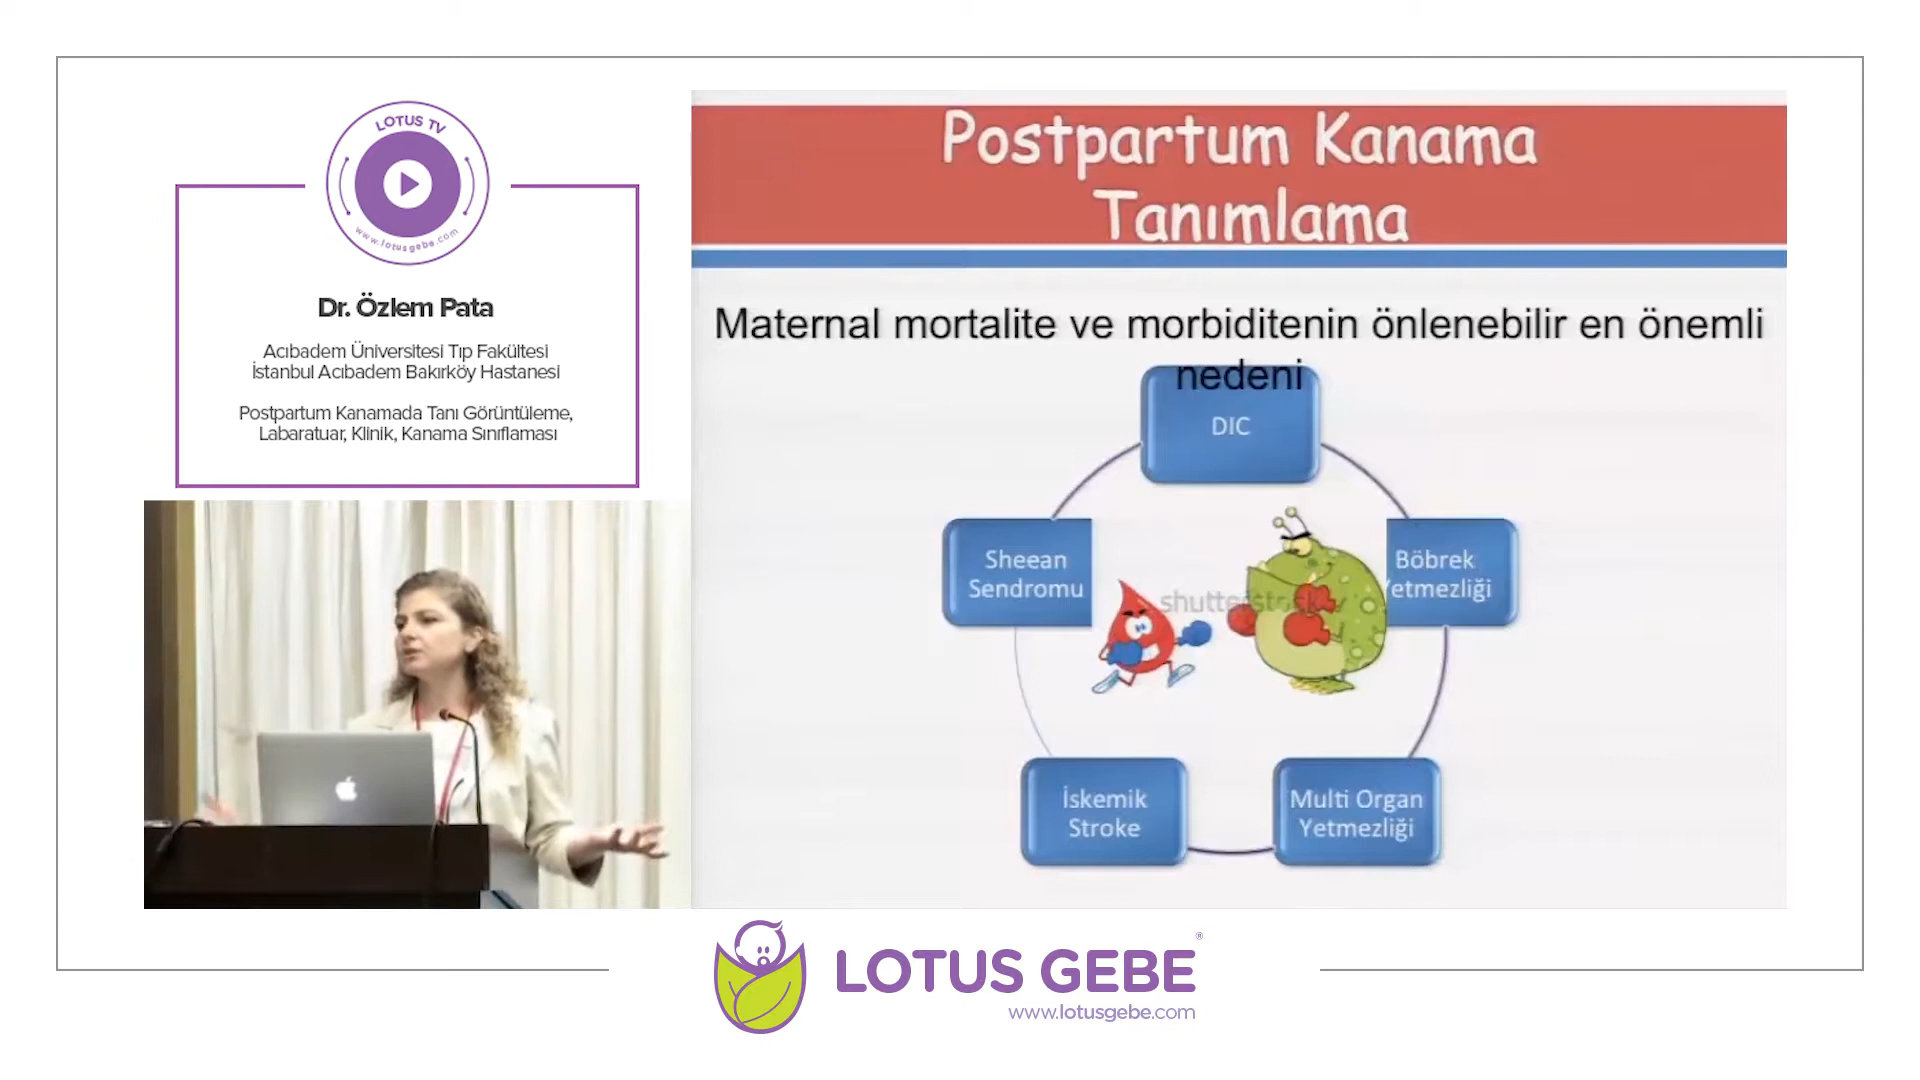 LOTUS TV
www.lotusgebe.com
Dr. Özlem Pata
Acıbadem Üniversitesi Tıp Fakültesi
İstanbul Acıbadem Bakırköy Hastanesi
Postpartum Kanamada Tanı Görüntüleme,
Labaratuar, Klinik, Kanama Sınıflaması
Postpartum Kanama
Tanımlama
Maternal mortalite ve morbiditenin önlenebilir en önemli
nedeni
DIC
Sheean
Sendromu
Böbrek
Yetmezliği
shutterstock
İskemik
Stroke
Multi Organ
Yetmezliği
LOTUS GEBE®
www.lotusgebe.com